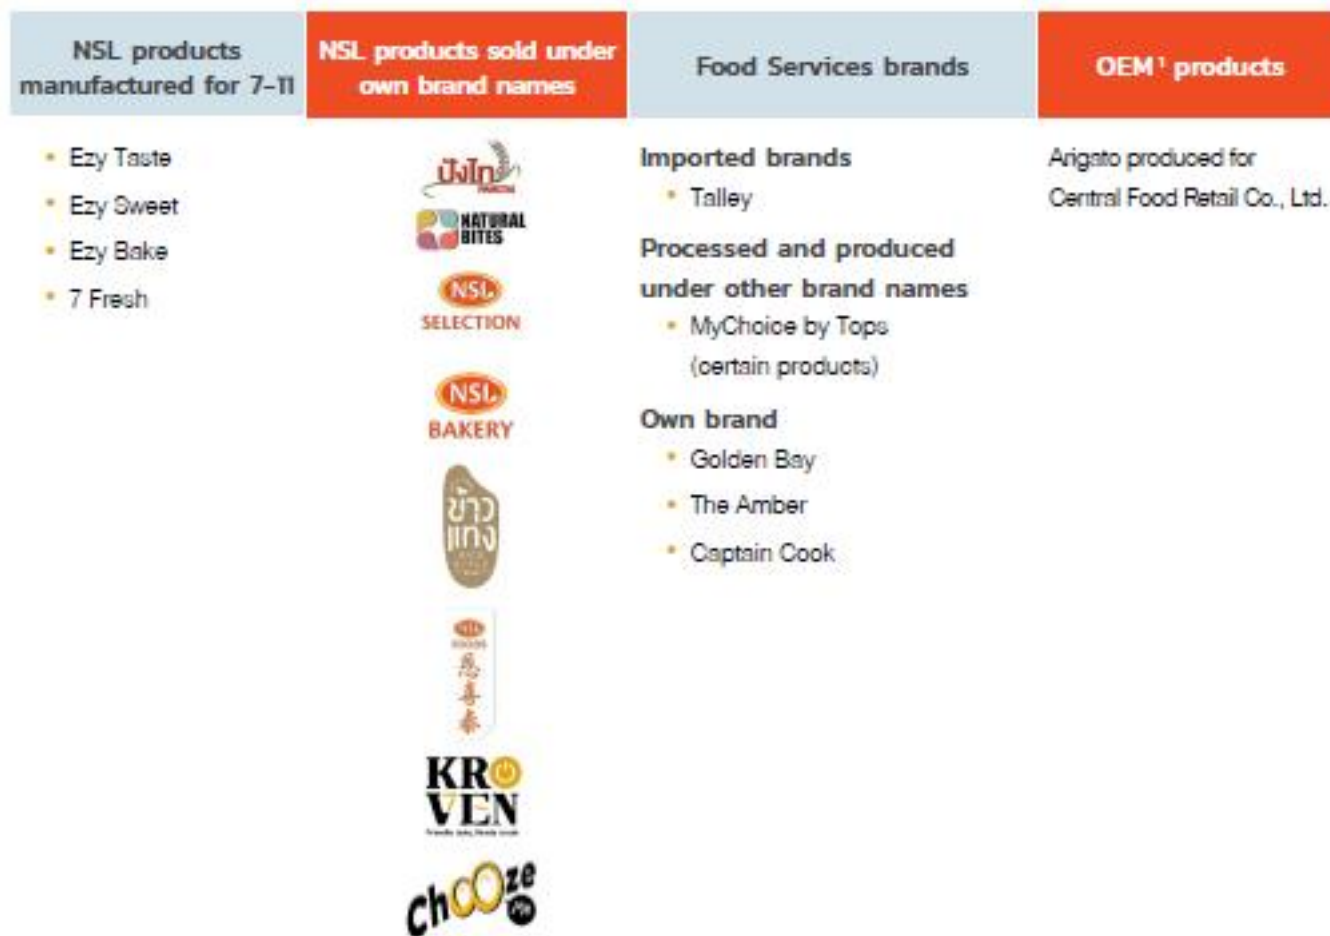 NSL products
manufactured for 7-11
NSL products sold under
own brand names
Food Services brands
OEM¹ products
• Ezy Taste
• Ezy Sweet
• Ezy Bake
• 7 Fresh
ปังไท
NATURAL
BITES
NSL
SELECTION
NSL
BAKERY
ข้าว
แกง
NSL
FOODS
KROVEN
Chooze
Imported brands
• Talley
Processed and produced
under other brand names
• MyChoice by Tops
(certain products)
Own brand
• Golden Bay
• The Amber
• Captain Cook
Arigato produced for
Central Food Retail Co., Ltd.